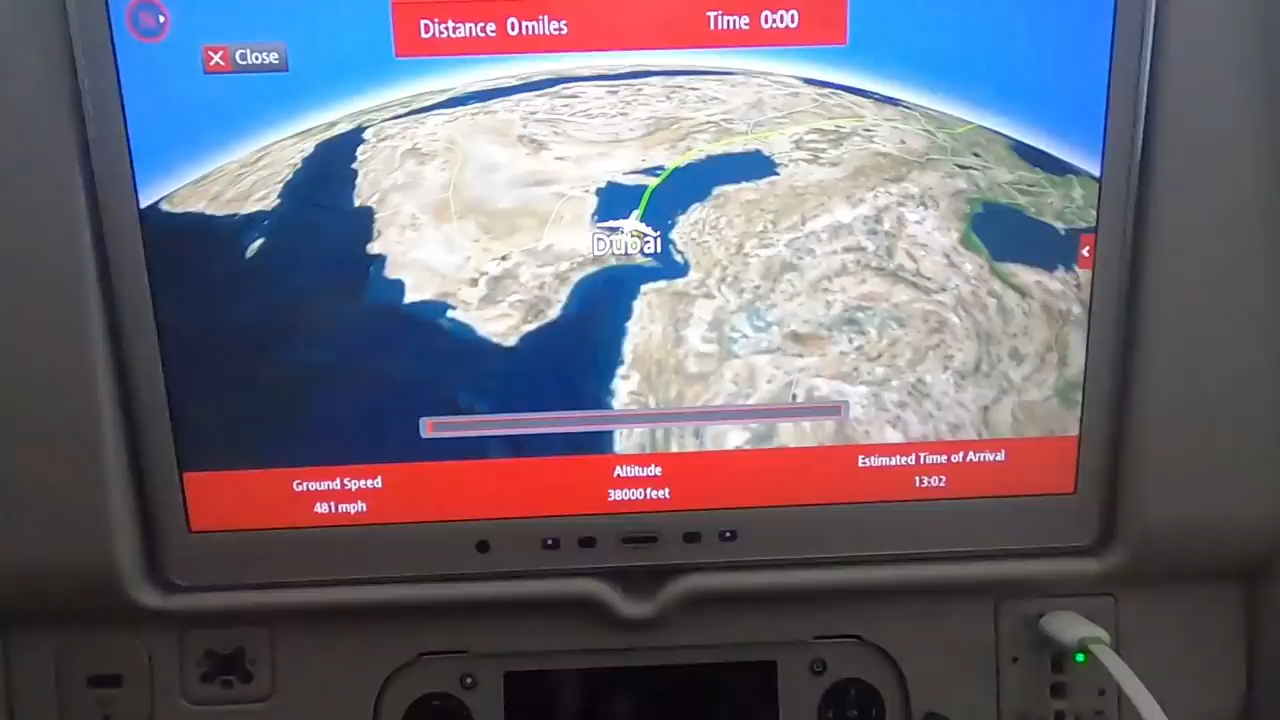 Distance 0 miles
Time 0:00
Close
Dubai
Ground Speed
481 mph
Altitude
38000 feet
Estimated Time of Arrival
13:02